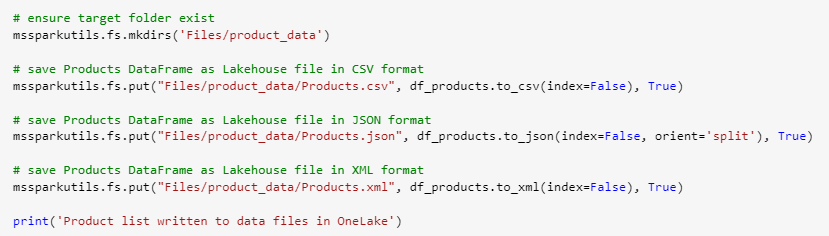 # ensure target folder exist
mssparkutils.fs.mkdirs('Files/product_data')
# save Products DataFrame as Lakehouse file in CSV format
mssparkutils.fs.put("Files/product_data/Products.csv", df_products.to_csv(index=False), True)
# save Products DataFrame as Lakehouse file in JSON format
mssparkutils.fs.put("Files/product_data/Products.json", df_products.to_json(index=False, orient='split'), True)
# save Products DataFrame as Lakehouse file in XML format
mssparkutils.fs.put("Files/product_data/Products.xml", df_products.to_xml(index=False), True)
print('Product list written to data files in OneLake')